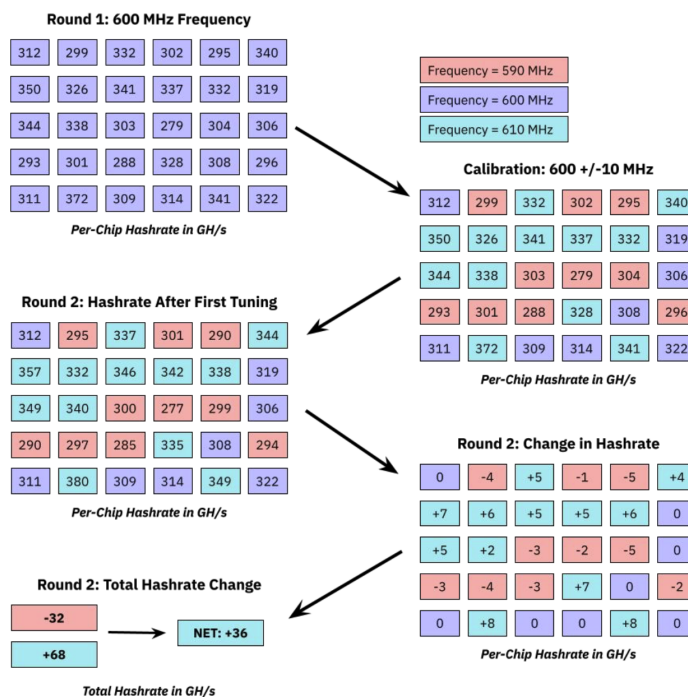 Round 1: 600 MHz Frequency
312 299 332 302 295 340
350 326 341 337 332 319
344 338 303 279 304 306
293 301 288 328 308 296
311 372 309 314 341 322
Per-Chip Hashrate in GH/s
Frequency = 590 MHz
Frequency = 600 MHz
Frequency = 610 MHz
Calibration: 600 +/-10 MHz
312 299 332 302 295 340
350 326 341 337 332 319
344 338 303 279 304 306
293 301 288 328 308 296
311 372 309 314 341 322
Per-Chip Hashrate in GH/s
Round 2: Hashrate After First Tuning
312 295 337 301 290 344
357 332 346 342 338 319
349 340 300 277 299 306
290 297 285 335 308 294
311 380 309 314 349 322
Per-Chip Hashrate in GH/s
Round 2: Change in Hashrate
0 -4 +5 -1 -5 +4
+7 +6 +5 +5 +6 0
+5 +2 -3 -2 -5 0
-3 -4 -3 +7 0 -2
0 +8 0 0 +8 0
Per-Chip Hashrate in GH/s
Round 2: Total Hashrate Change
-32
+68
NET: +36
Total Hashrate in GH/s